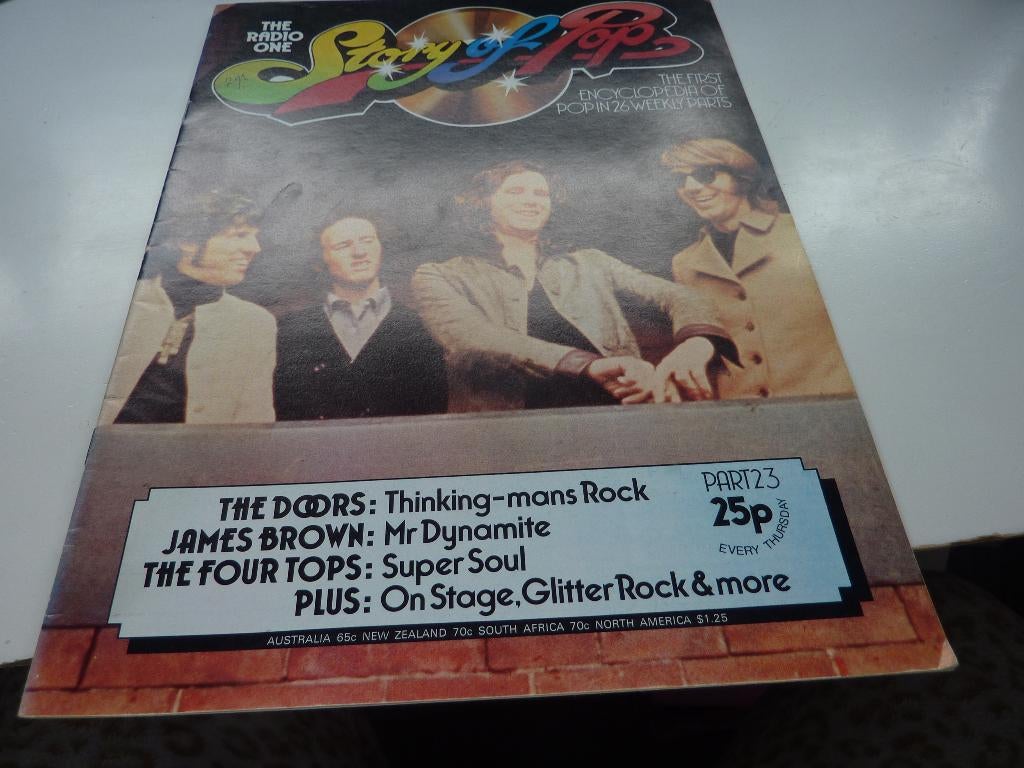 THE
RADIO
ONE
Story of Pop
THE FIRST
ENCYCLOPEDIA OF
POP IN 26 WEEKLY PARTS
THE DOORS: Thinking-mans Rock
JAMES BROWN: Mr Dynamite
THE FOUR TOPS: Super Soul
PLUS: On Stage, Glitter Rock & more
PART 23
25p
EVERY THURSDAY
AUSTRALIA 65c NEW ZEALAND 70c SOUTH AFRICA 70c NORTH AMERICA $1.25